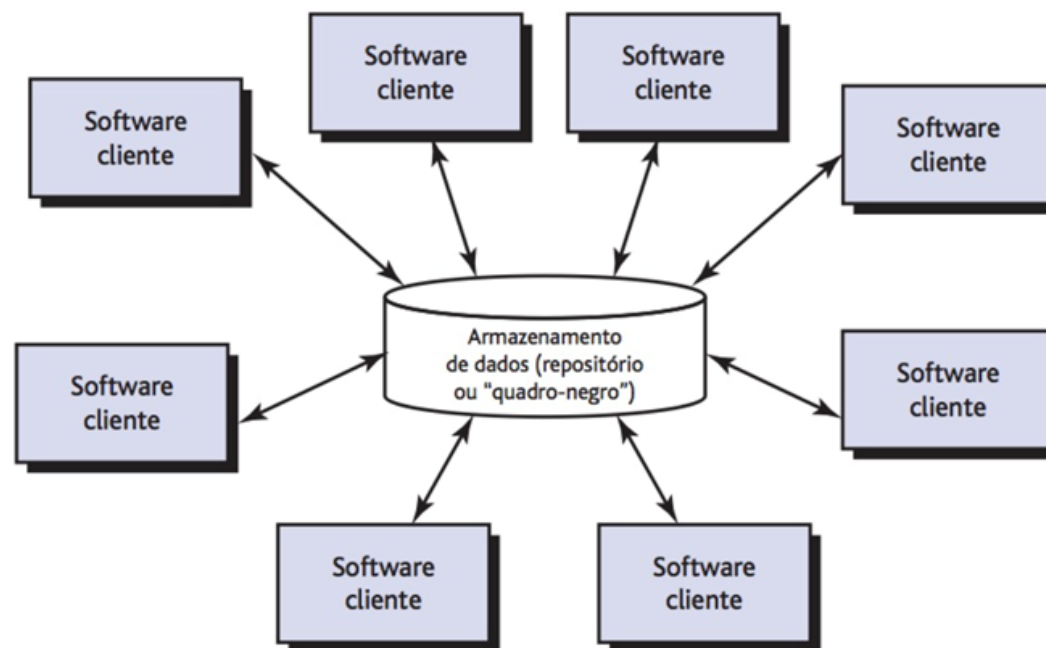 Software
cliente
Software
cliente
Software
cliente
Software
cliente
Armazenamento
de dados (repositório
ou “quadro-negro”)
Software
cliente
Software
cliente
Software
cliente
Software
cliente